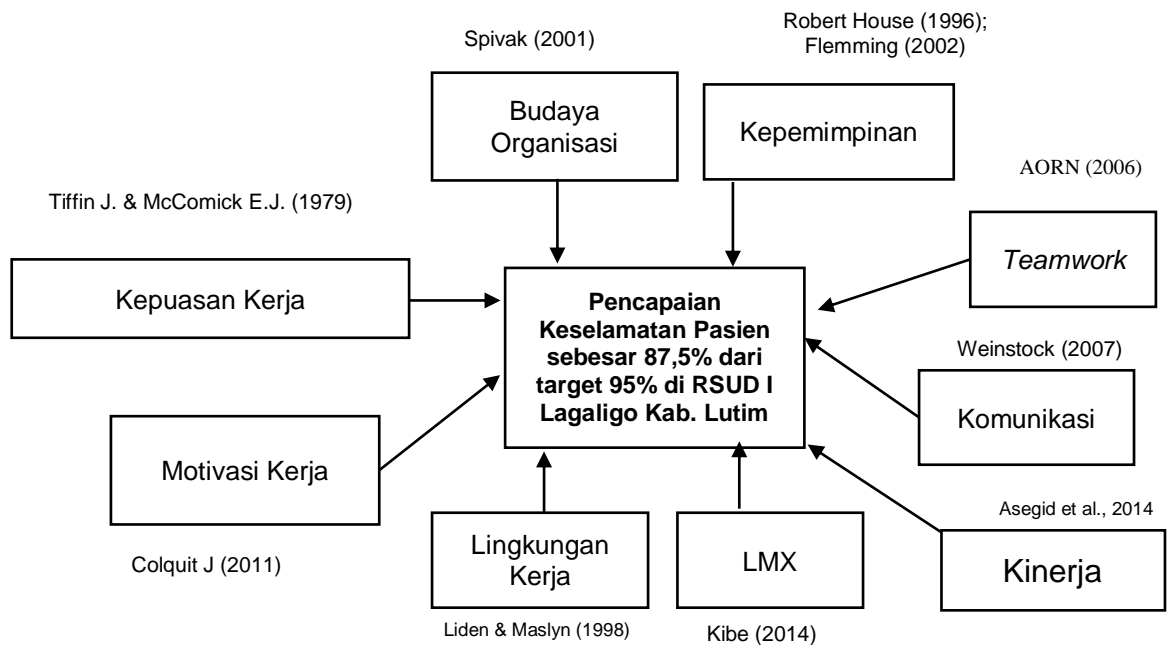 Spivak (2001)
Robert House (1996);
Flemming (2002)
Budaya
Organisasi
Kepemimpinan
AORN (2006)
Tiffin J. & McComick E.J. (1979)
Teamwork
Kepuasan Kerja
Pencapaian
Keselamatan Pasien
sebesar 87,5% dari
target 95% di RSUD I
Lagaligo Kab. Lutim
Weinstock (2007)
Komunikasi
Motivasi Kerja
Colquit J (2011)
Lingkungan
Kerja
Liden & Maslyn (1998)
LMX
Kibe (2014)
Asegid et al., 2014
Kinerja